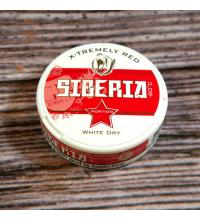 X-TREMELY RED
SIBERIA
-80°C
PORTION
WHITE DRY